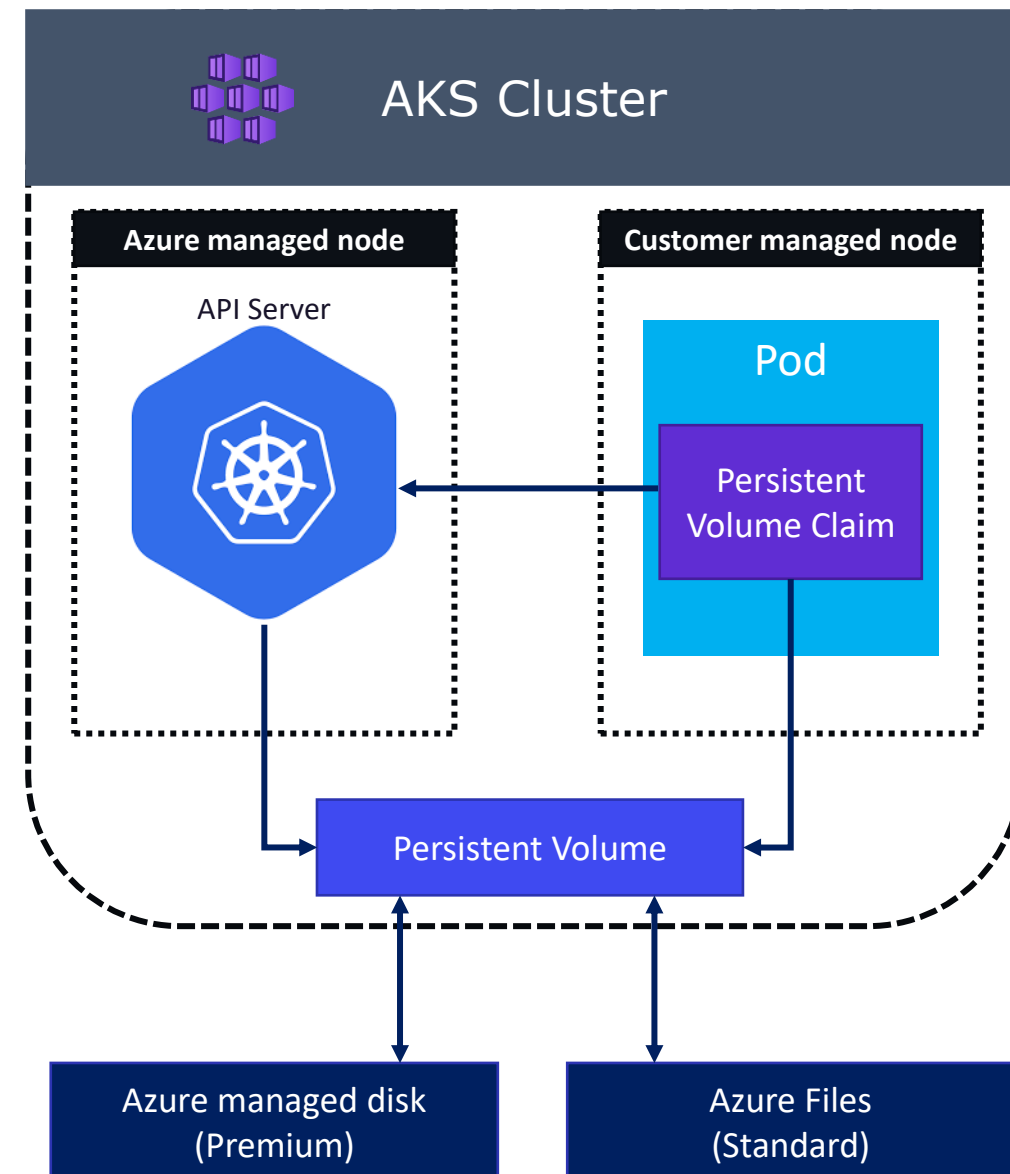 AKS Cluster
Azure managed node
Customer managed node
API Server
Pod
Persistent
Volume Claim
Persistent Volume
Azure managed disk
(Premium)
Azure Files
(Standard)